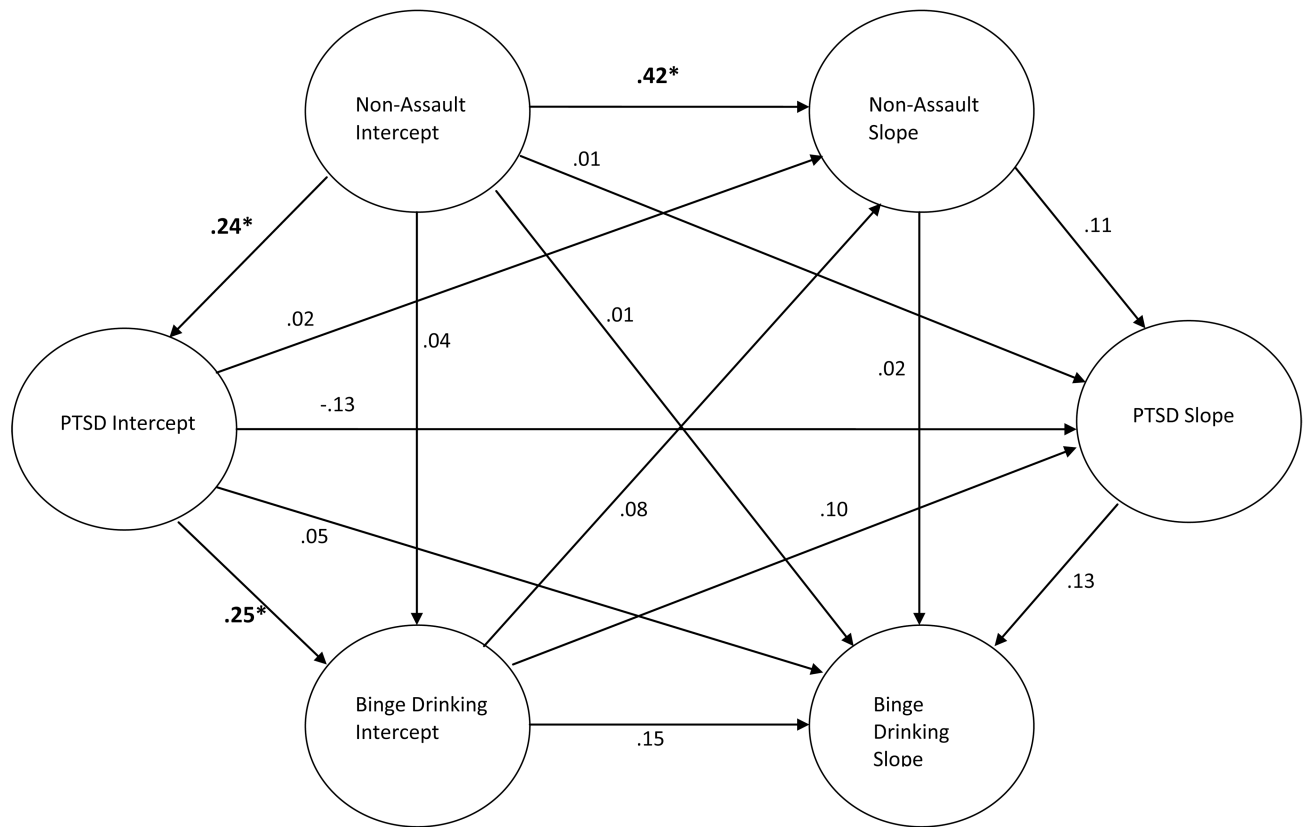 .42*
Non-Assault
Intercept
Non-Assault
Slope
.01
.24*
.11
.02
.01
.04
.02
-.13
PTSD Intercept
PTSD Slope
.08
.10
.05
.13
.25*
Binge Drinking
Intercept
Binge
Drinking
Slope
.15